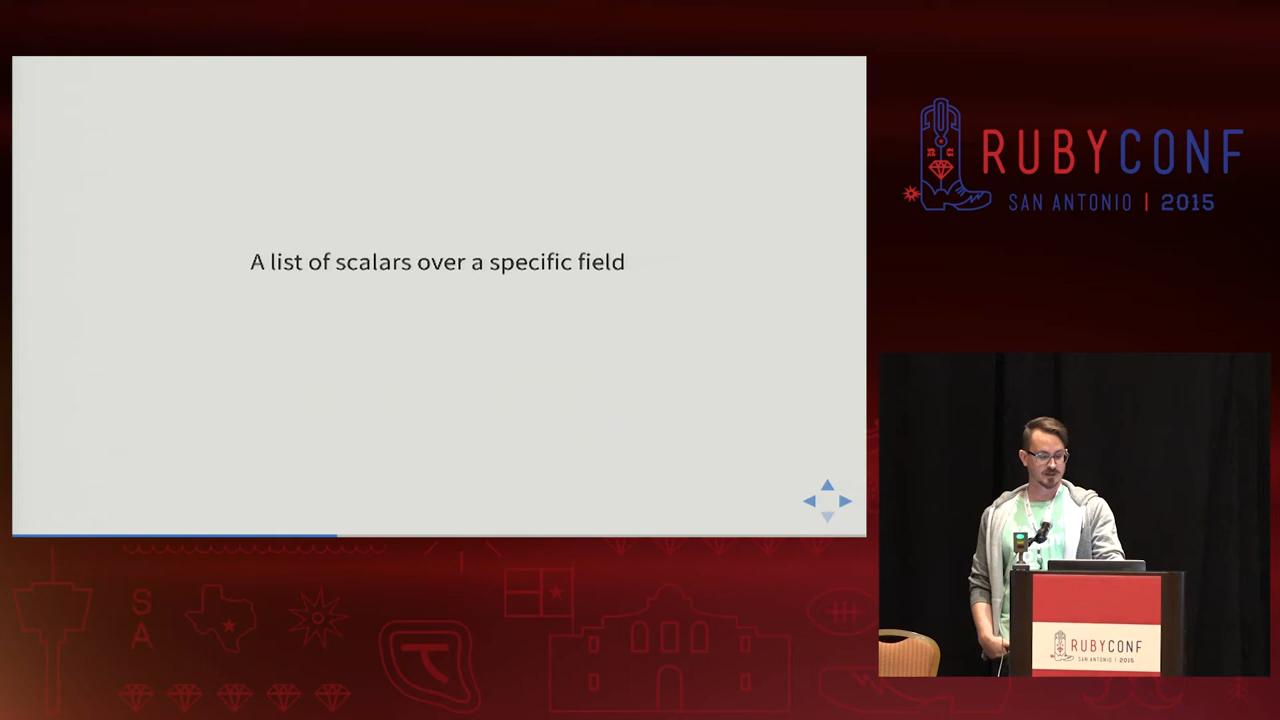 A list of scalars over a specific field
RUBYCONF
SAN ANTONIO | 2015
S
A
RUBYCONF
SAN ANTONIO | 2015